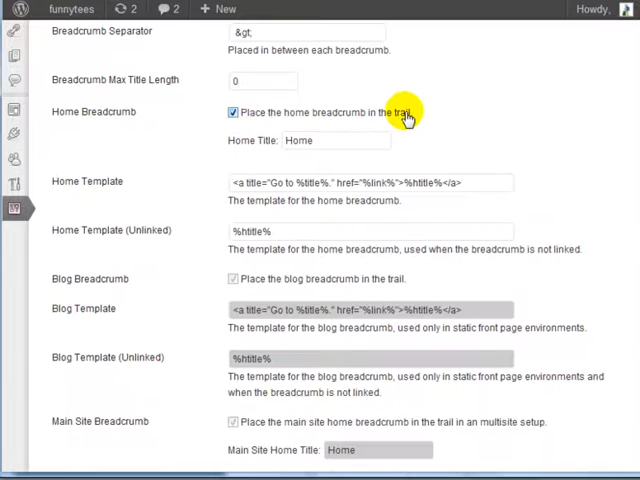 funnytees 2 2 + New Howdy,
Breadcrumb Separator &gt;
Placed in between each breadcrumb.
Breadcrumb Max Title Length 0
Home Breadcrumb Place the home breadcrumb in the trail.
Home Title: Home
Home Template <a title="Go to %title%." href="%link%">%htitle%</a>
The template for the home breadcrumb.
Home Template (Unlinked) %htitle%
The template for the home breadcrumb, used when the breadcrumb is not linked.
Blog Breadcrumb Place the blog breadcrumb in the trail.
Blog Template <a title="Go to %title%." href="%link%">%htitle%</a>
The template for the blog breadcrumb, used only in static front page environments.
Blog Template (Unlinked) %htitle%
The template for the blog breadcrumb, used only in static front page environments and
when the breadcrumb is not linked.
Main Site Breadcrumb Place the main site home breadcrumb in the trail in an multisite setup.
Main Site Home Title: Home